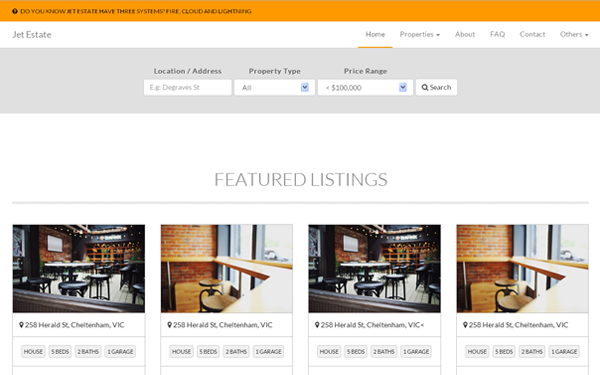 DO YOU KNOW JET ESTATE HAVE THREE SYSTEMS? FIRE, CLOUD AND LIGHTNING
Jet Estate Home Properties About FAQ Contact Others
Location / Address Property Type Price Range
E.g: Degraves St All < $100,000 Search
FEATURED LISTINGS
258 Herald St, Cheltenham, VIC 258 Herald St, Cheltenham, VIC 258 Herald St, Cheltenham, VIC< 258 Herald St, Cheltenham, VIC
HOUSE 5 BEDS 2 BATHS 1 GARAGE HOUSE 5 BEDS 2 BATHS 1 GARAGE HOUSE 5 BEDS 2 BATHS 1 GARAGE HOUSE 5 BEDS 2 BATHS 1 GARAGE